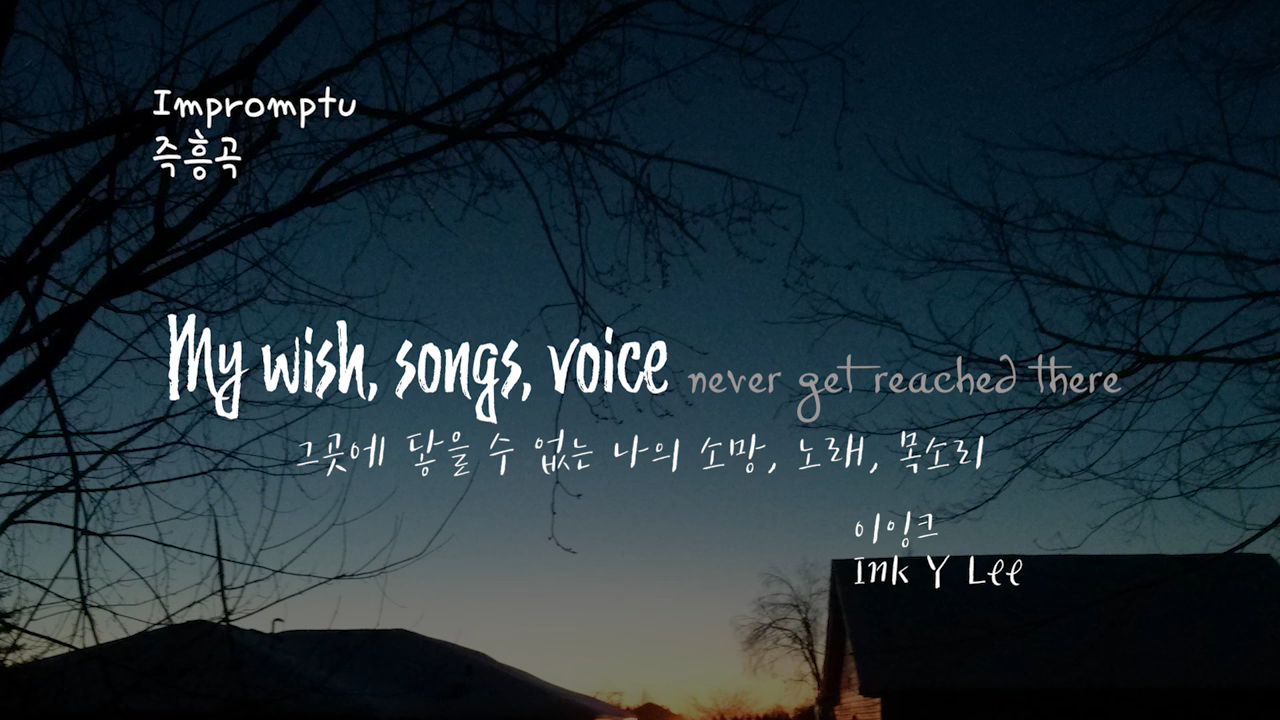 Impromptu
즉흥곡
My wish, songs, voice never get reached there
그곳에 닿을 수 없는 나의 소망, 노래, 목소리
이잉크
Ink Y Lee